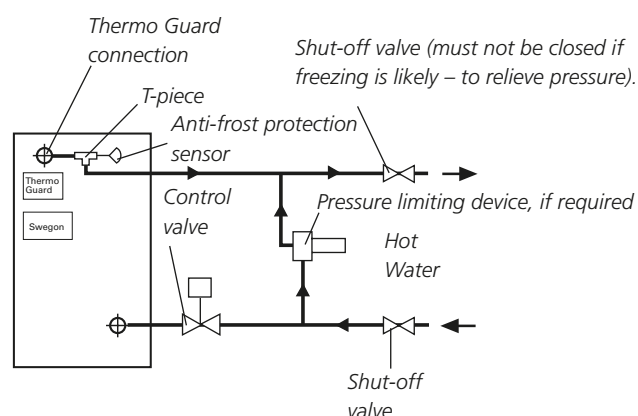 Thermo Guard
connection
Shut-off valve (must not be closed if
freezing is likely – to relieve pressure).
T-piece
Anti-frost protection
sensor
Thermo
Guard
Swegon
Control
valve
Pressure limiting device, if required
Hot
Water
Shut-off
valve